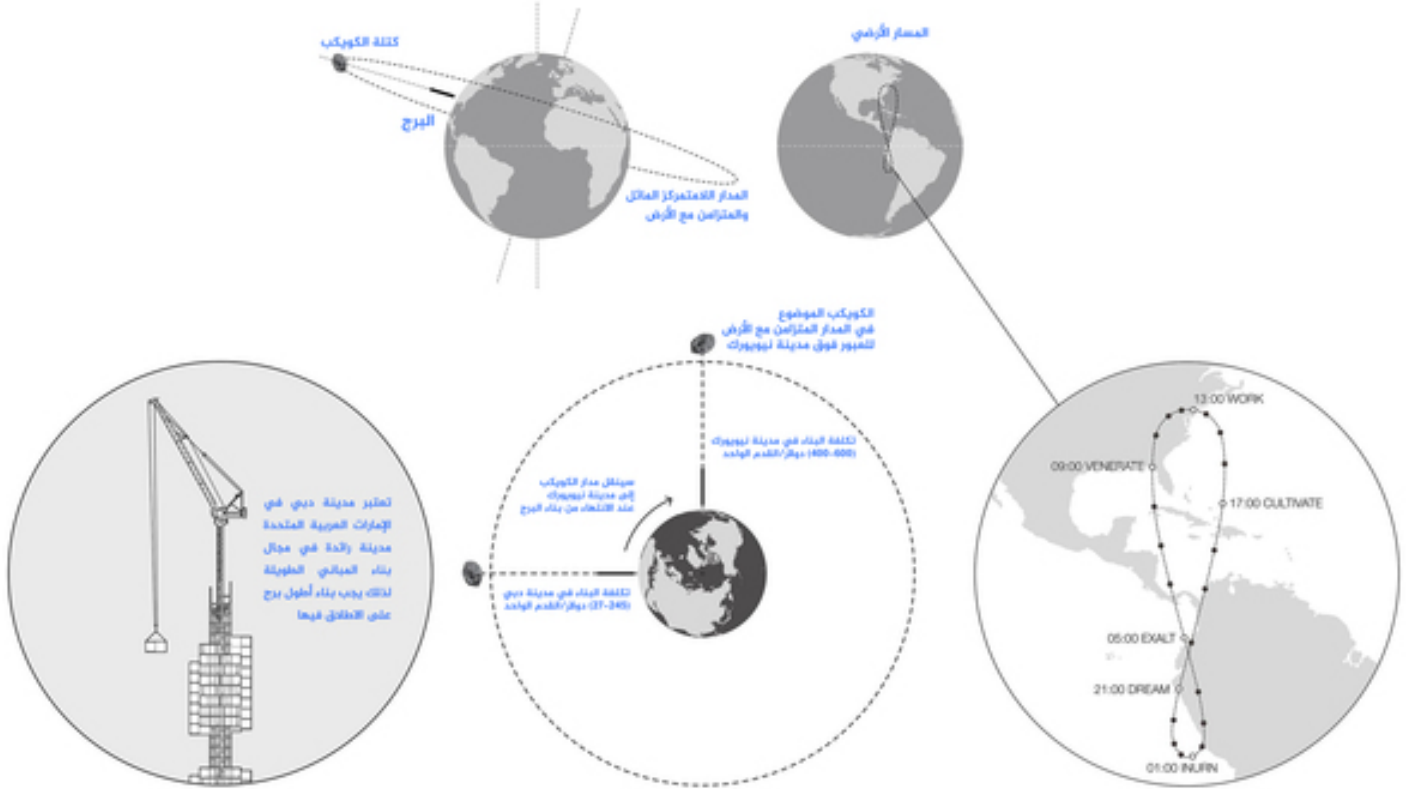 كتلة الكويكب
البرج
المدار اللامتمركز المائل
والمتزامن مع الأرض
المسار الأرضي
الكويكب الموضوع
في المدار المتزامن مع الأرض
للعبور فوق مدينة نيويورك
تكلفة البناء في مدينة نيويورك
(400-600) دولار/القدم الواحد
سينقل مدار الكويكب
إلى مدينة نيويورك
عند الانتهاء من بناء البرج
تكلفة البناء في مدينة دبي
(27-245) دولار/القدم الواحد
تعتبر مدينة دبي في
الإمارات العربية المتحدة
مدينة رائدة في مجال
بناء المباني الطويلة
لذلك يجب بناء أطول برج
على الاطلاق فيها
13:00 WORK
09:00 VENERATE
17:00 CULTIVATE
05:00 EXALT
21:00 DREAM
01:00 INURN